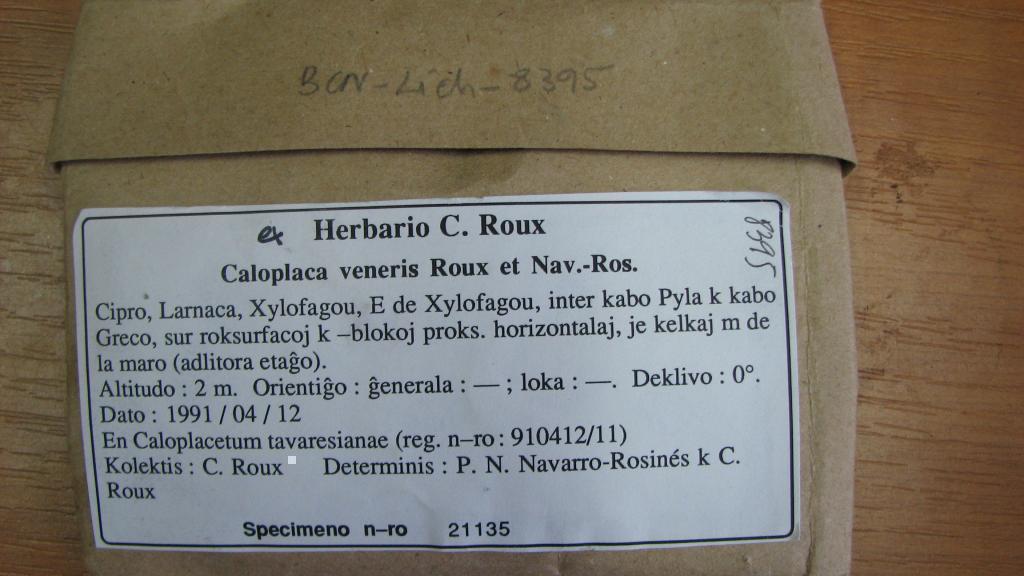 BCN-Lich-8395
ex Herbario C. Roux
8395
Caloplaca veneris Roux et Nav.-Ros.
Cipro, Larnaca, Xylofagou, E de Xylofagou, inter kabo Pyla k kabo
Greco, sur roksurfacoj k –blokoj proks. horizontalaj, je kelkaj m de
la maro (adlitora etaĝo).
Altitudo : 2 m. Orientiĝo : ĝenerala : — ; loka : —. Deklivo : 0°.
Dato : 1991 / 04 / 12
En Caloplacetum tavaresianae (reg. n–ro : 910412/11)
Kolektis : C. Roux Determinis : P. N. Navarro-Rosinés k C.
Roux
Specimeno n–ro 21135